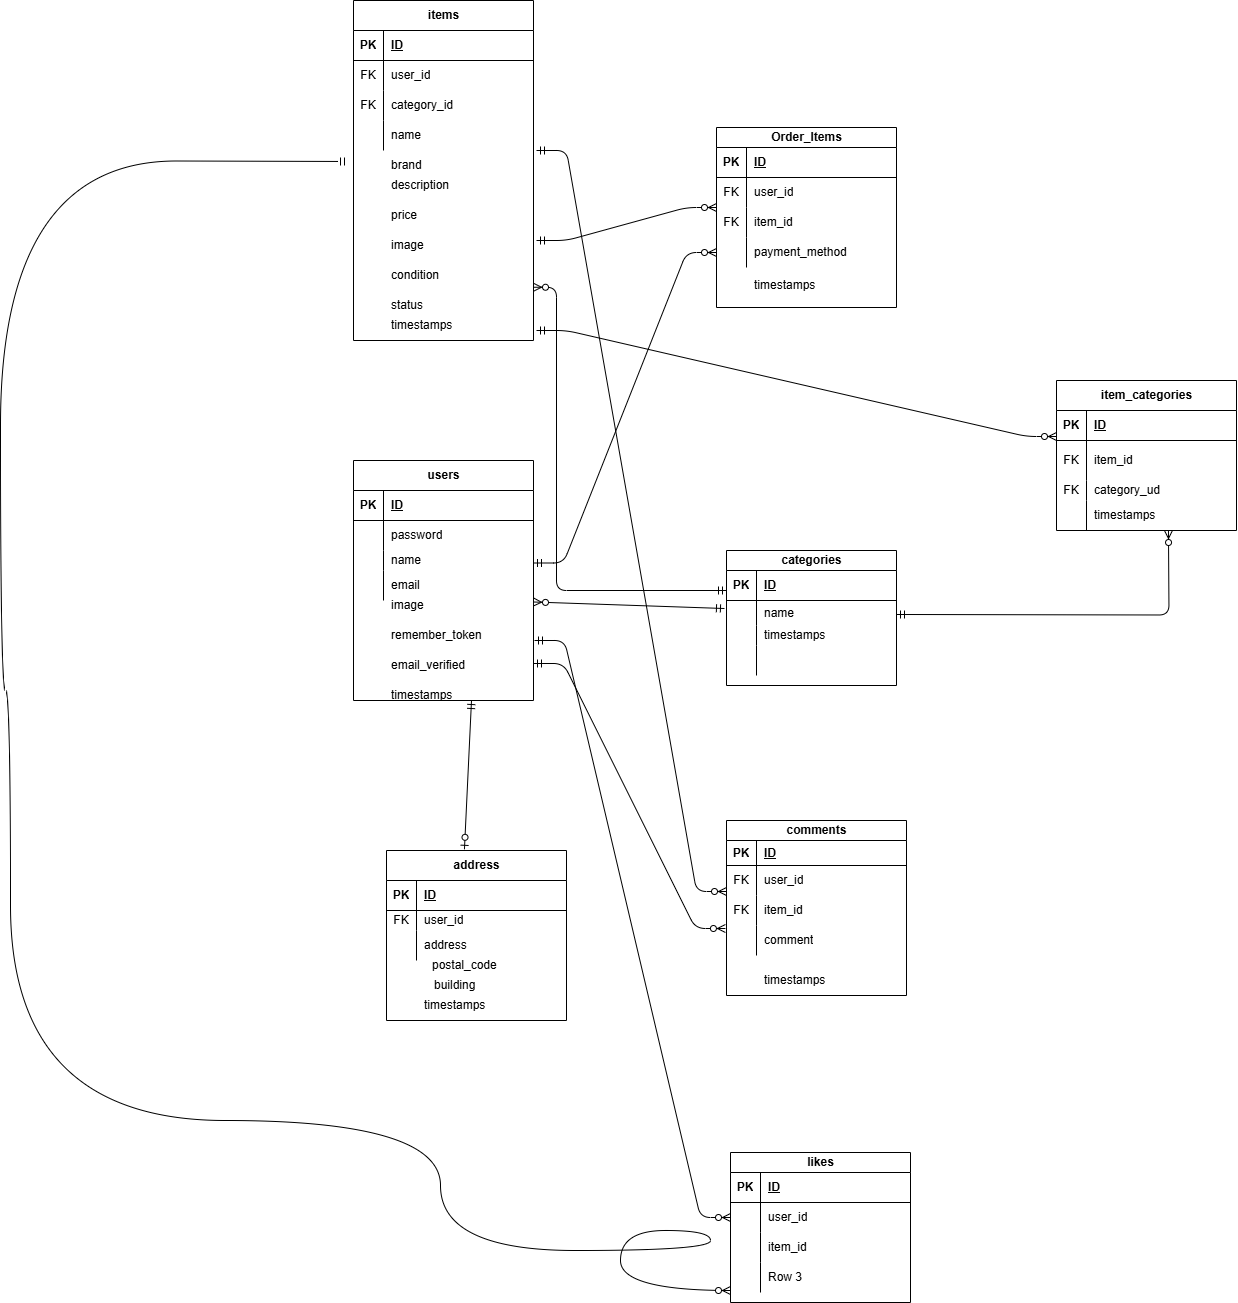 items
PK ID
FK user_id
FK category_id
name
brand
description
price
image
condition
status
timestamps
Order_Items
PK ID
FK user_id
FK item_id
payment_method
timestamps
item_categories
PK ID
FK item_id
FK category_ud
timestamps
users
PK ID
password
name
email
image
remember_token
email_verified
timestamps
categories
PK ID
name
timestamps
comments
PK ID
FK user_id
FK item_id
comment
timestamps
address
PK ID
FK user_id
address
postal_code
building
timestamps
likes
PK ID
user_id
item_id
Row 3